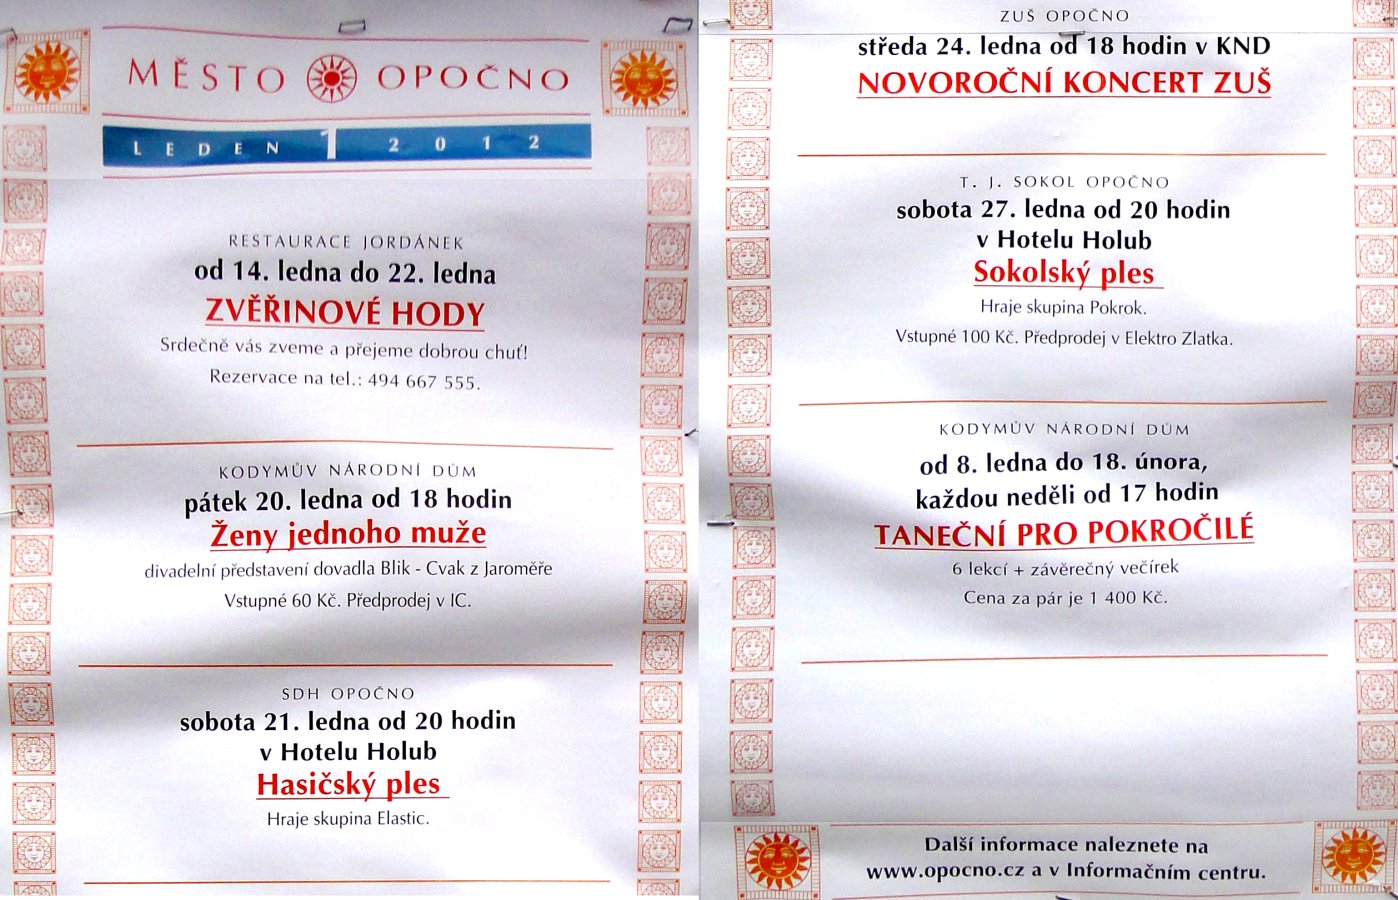 MĚSTO OPOČNO
LEDEN 1 2012
RESTAURACE JORDÁNEK
od 14. ledna do 22. ledna
ZVĚŘINOVÉ HODY
Srdečně vás zveme a přejeme dobrou chuť!
Rezervace na tel.: 494 667 555.
KODYMŮV NÁRODNÍ DŮM
pátek 20. ledna od 18 hodin
Ženy jednoho muže
divadelní představení dovadla Blik - Cvak z Jaroměře
Vstupné 60 Kč. Předprodej v IC.
SDH OPOČNO
sobota 21. ledna od 20 hodin
v Hotelu Holub
Hasičský ples
Hraje skupina Elastic.
ZUŠ OPOČNO
středa 24. ledna od 18 hodin v KND
NOVOROČNÍ KONCERT ZUŠ
T. J. SOKOL OPOČNO
sobota 27. ledna od 20 hodin
v Hotelu Holub
Sokolský ples
Hraje skupina Pokrok.
Vstupné 100 Kč. Předprodej v Elektro Zlatka.
KODYMŮV NÁRODNÍ DŮM
od 8. ledna do 18. února,
každou neděli od 17 hodin
TANEČNÍ PRO POKROČILÉ
6 lekcí + závěrečný večírek
Cena za pár je 1 400 Kč.
Další informace naleznete na
www.opocno.cz a v Informačním centru.